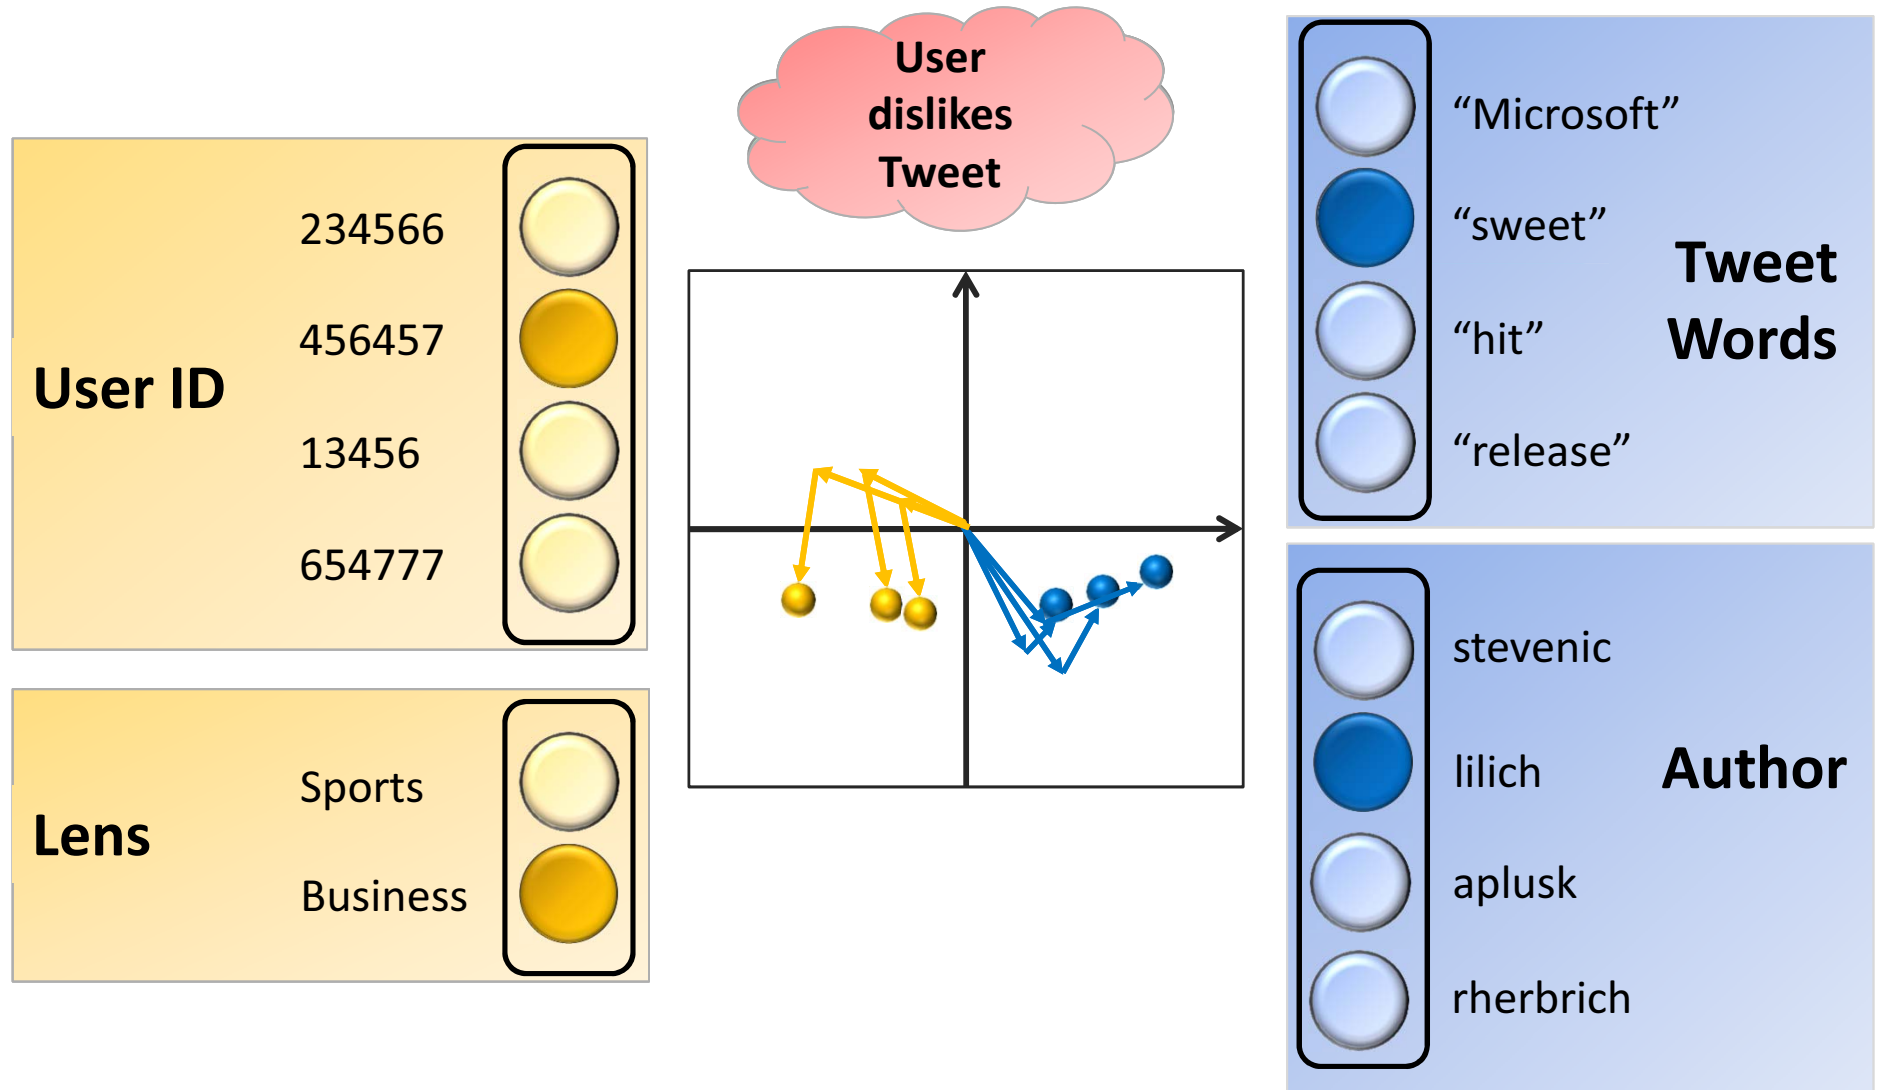 User
dislikes
Tweet
User ID
234566
456457
13456
654777
Lens
Sports
Business
“Microsoft”
“sweet”
“hit”
“release”
Tweet
Words
stevenic
lilich
aplusk
rherbrich
Author